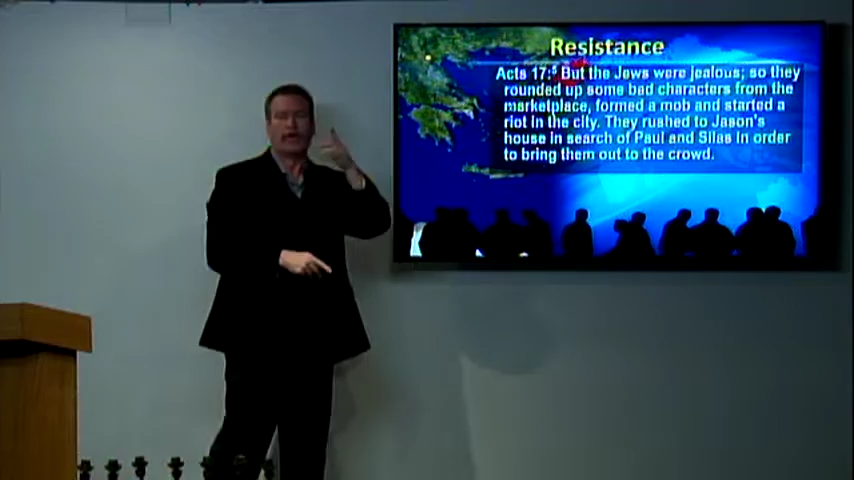 Resistance
Acts 17:5 But the Jews were jealous; so they
rounded up some bad characters from the
marketplace, formed a mob and started a
riot in the city. They rushed to Jason's
house in search of Paul and Silas in order
to bring them out to the crowd.